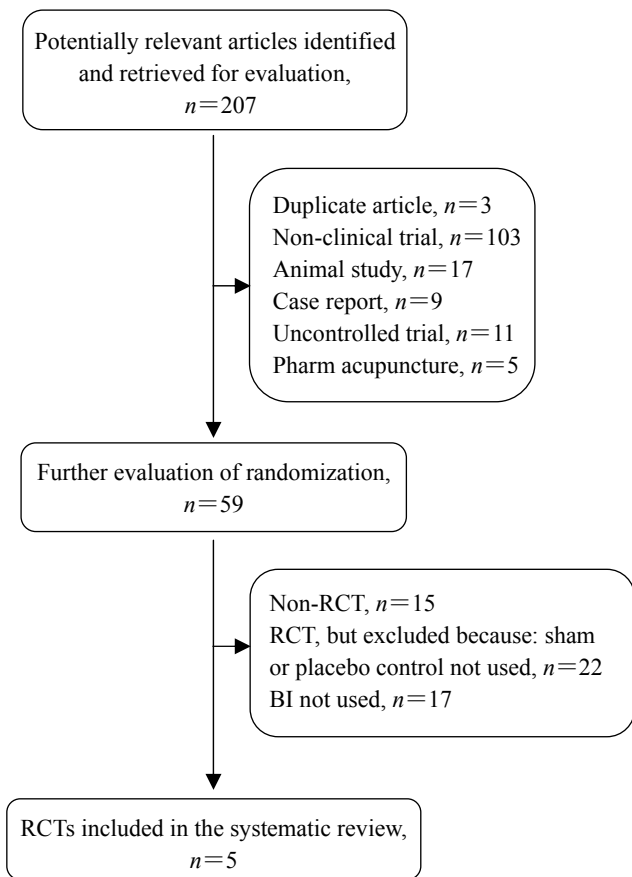 Potentially relevant articles identified
and retrieved for evaluation,
n=207
Duplicate article, n=3
Non-clinical trial, n=103
Animal study, n=17
Case report, n=9
Uncontrolled trial, n=11
Pharm acupuncture, n=5
Further evaluation of randomization,
n=59
Non-RCT, n=15
RCT, but excluded because: sham
or placebo control not used, n=22
BI not used, n=17
RCTs included in the systematic review,
n=5